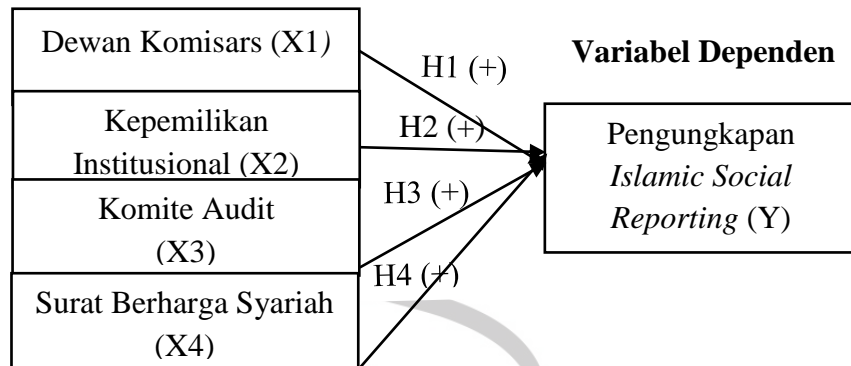 Dewan Komisars (X1)
H1 (+)
Variabel Dependen
Kepemilikan
Institusional (X2)
H2 (+)
Pengungkapan
Islamic Social
Reporting (Y)
Komite Audit
(X3)
H3 (+)
Surat Berharga Syariah
(X4)
H4 (+)